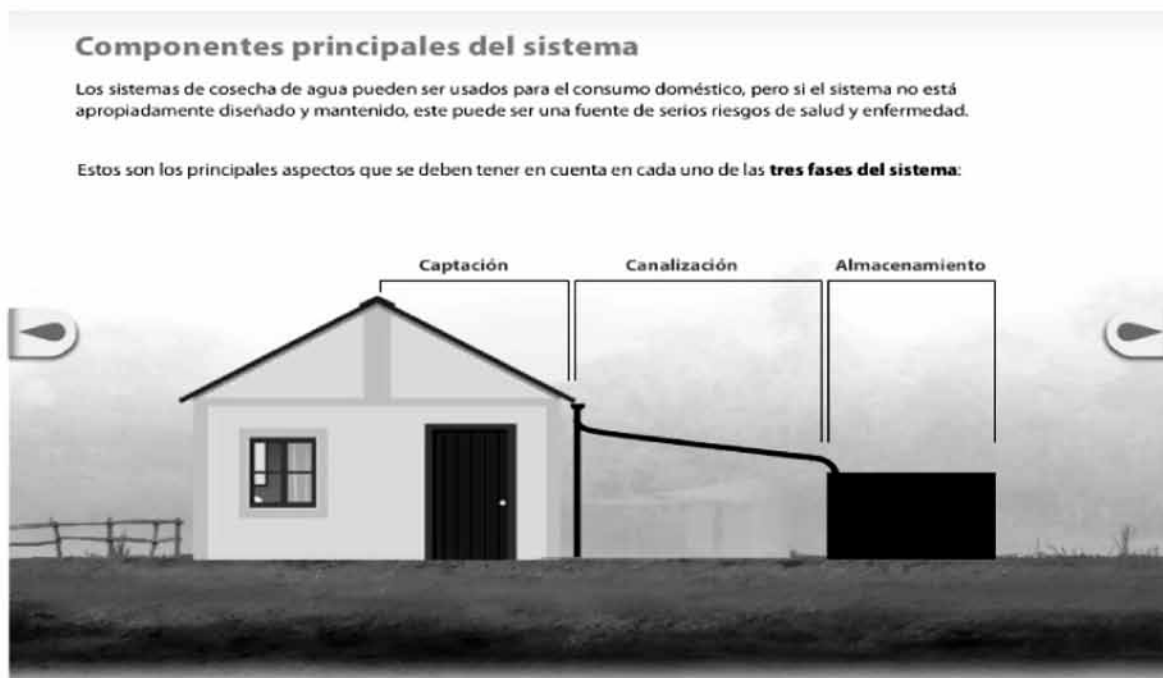 Componentes principales del sistema
Los sistemas de cosecha de agua pueden ser usados para el consumo doméstico, pero si el sistema no está
apropiadamente diseñado y mantenido, este puede ser una fuente de serios riesgos de salud y enfermedad.
Estos son los principales aspectos que se deben tener en cuenta en cada uno de las tres fases del sistema:
Captación
Canalización
Almacenamiento